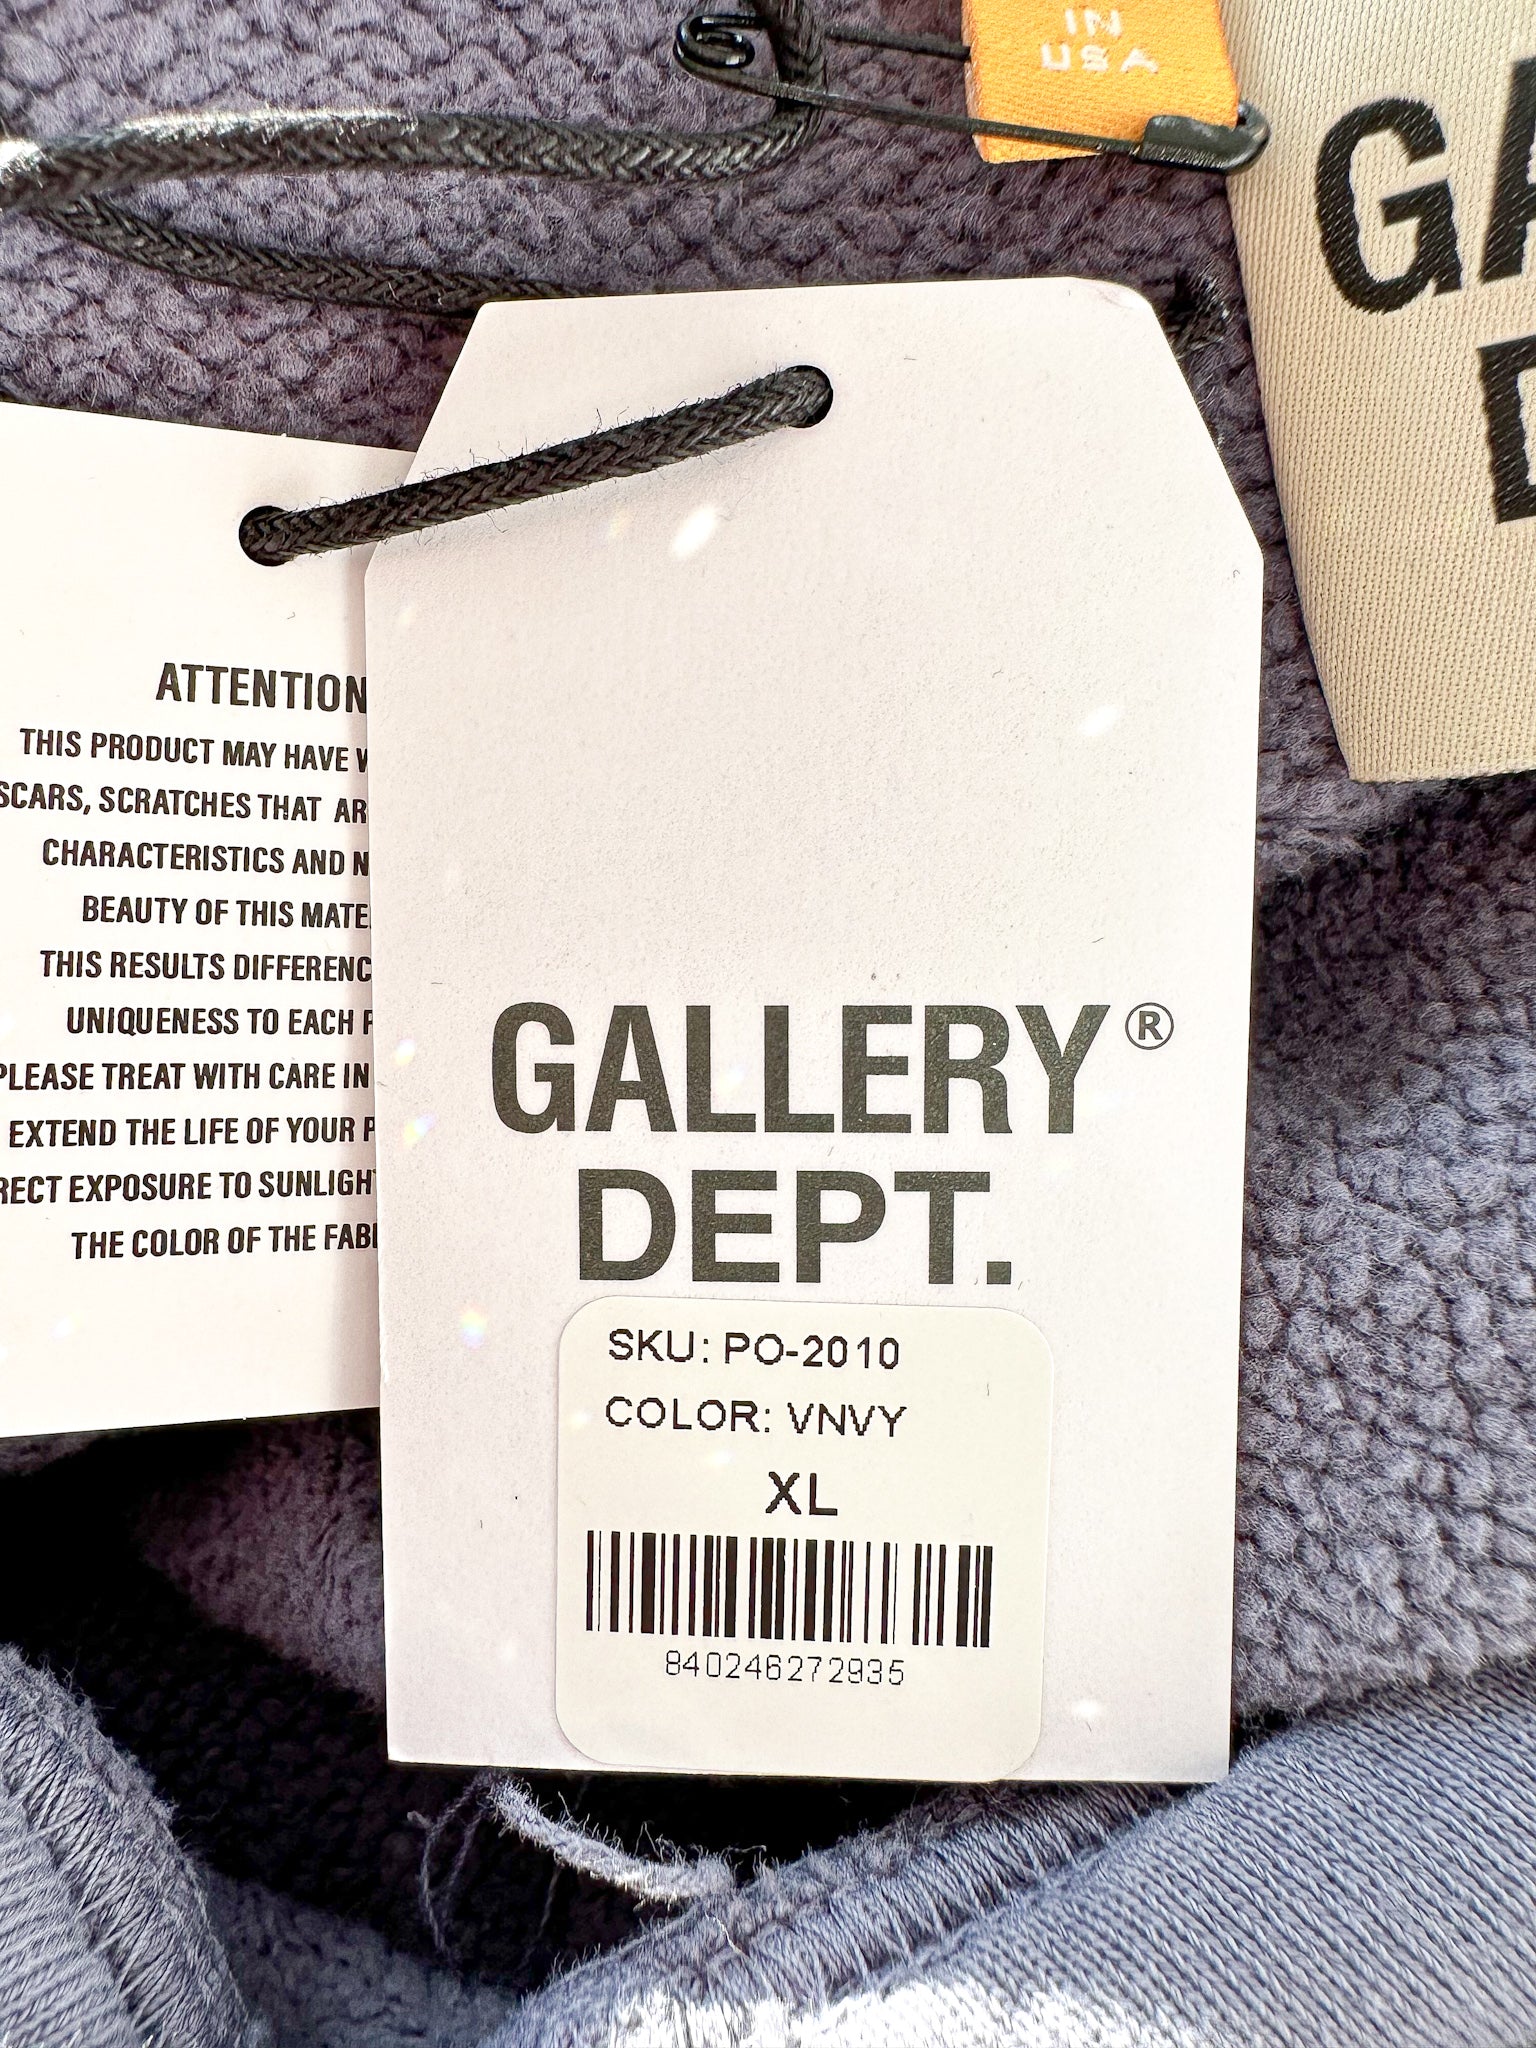 IN
USA
ATTENTION
THIS PRODUCT MAY HAVE
SCARS, SCRATCHES THAT
CHARACTERISTICS AND
BEAUTY OF THIS
THIS RESULTS
UNIQUENESS TO EACH
PLEASE TREAT WITH CARE IN
EXTEND THE LIFE OF YOUR
EXPOSURE TO
THE COLOR OF THE
GALLERY®
DEPT.
SKU: PO-2010
COLOR: VNVY
XL
840246272935